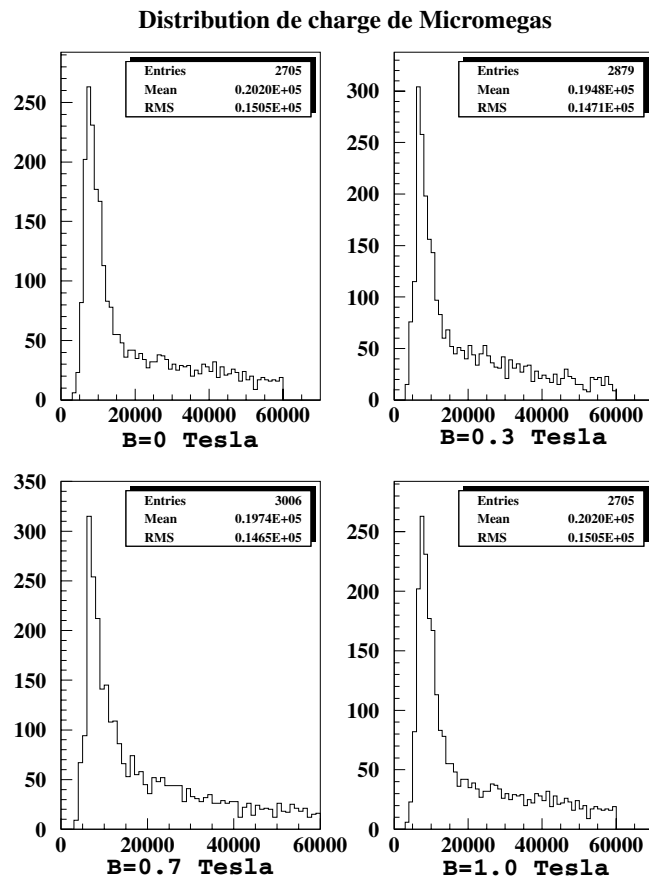 Distribution de charge de Micromegas
Entries 2705
Mean 0.2020E+05
RMS 0.1505E+05
250
200
150
100
50
0
0 20000 40000 60000
B=0 Tesla
Entries 2879
Mean 0.1948E+05
RMS 0.1471E+05
300
250
200
150
100
50
0
0 20000 40000 60000
B=0.3 Tesla
Entries 3006
Mean 0.1974E+05
RMS 0.1465E+05
350
300
250
200
150
100
50
0
0 20000 40000 60000
B=0.7 Tesla
Entries 2705
Mean 0.2020E+05
RMS 0.1505E+05
250
200
150
100
50
0
0 20000 40000 60000
B=1.0 Tesla